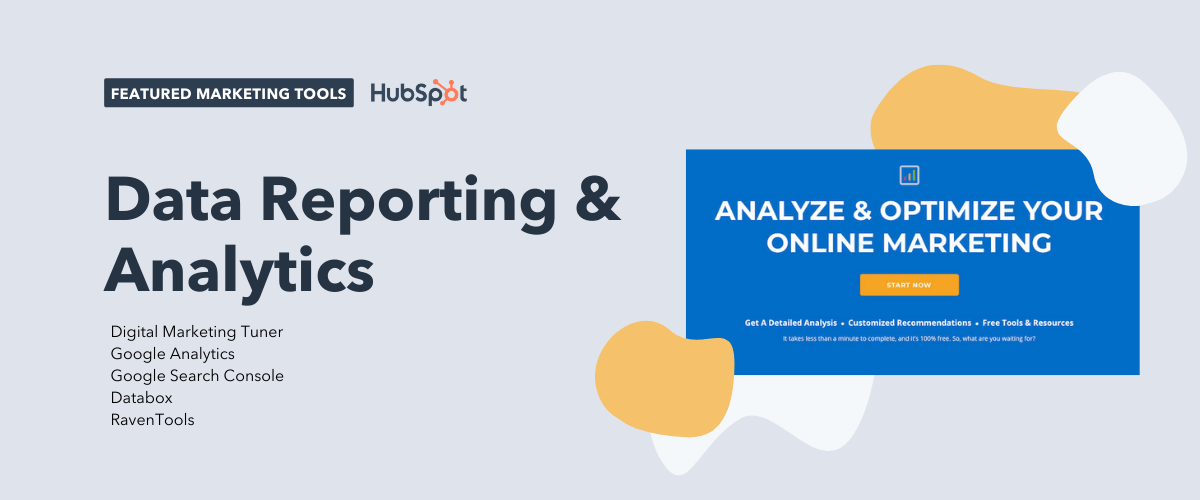 FEATURED MARKETING TOOLS HubSpot
Data Reporting &
Analytics
Digital Marketing Tuner
Google Analytics
Google Search Console
Databox
RavenTools
ANALYZE & OPTIMIZE YOUR
ONLINE MARKETING
START NOW
Get A Detailed Analysis • Customized Recommendations • Free Tools & Resources
It takes less than a minute to complete, and it's 100% free. So, what are you waiting for?